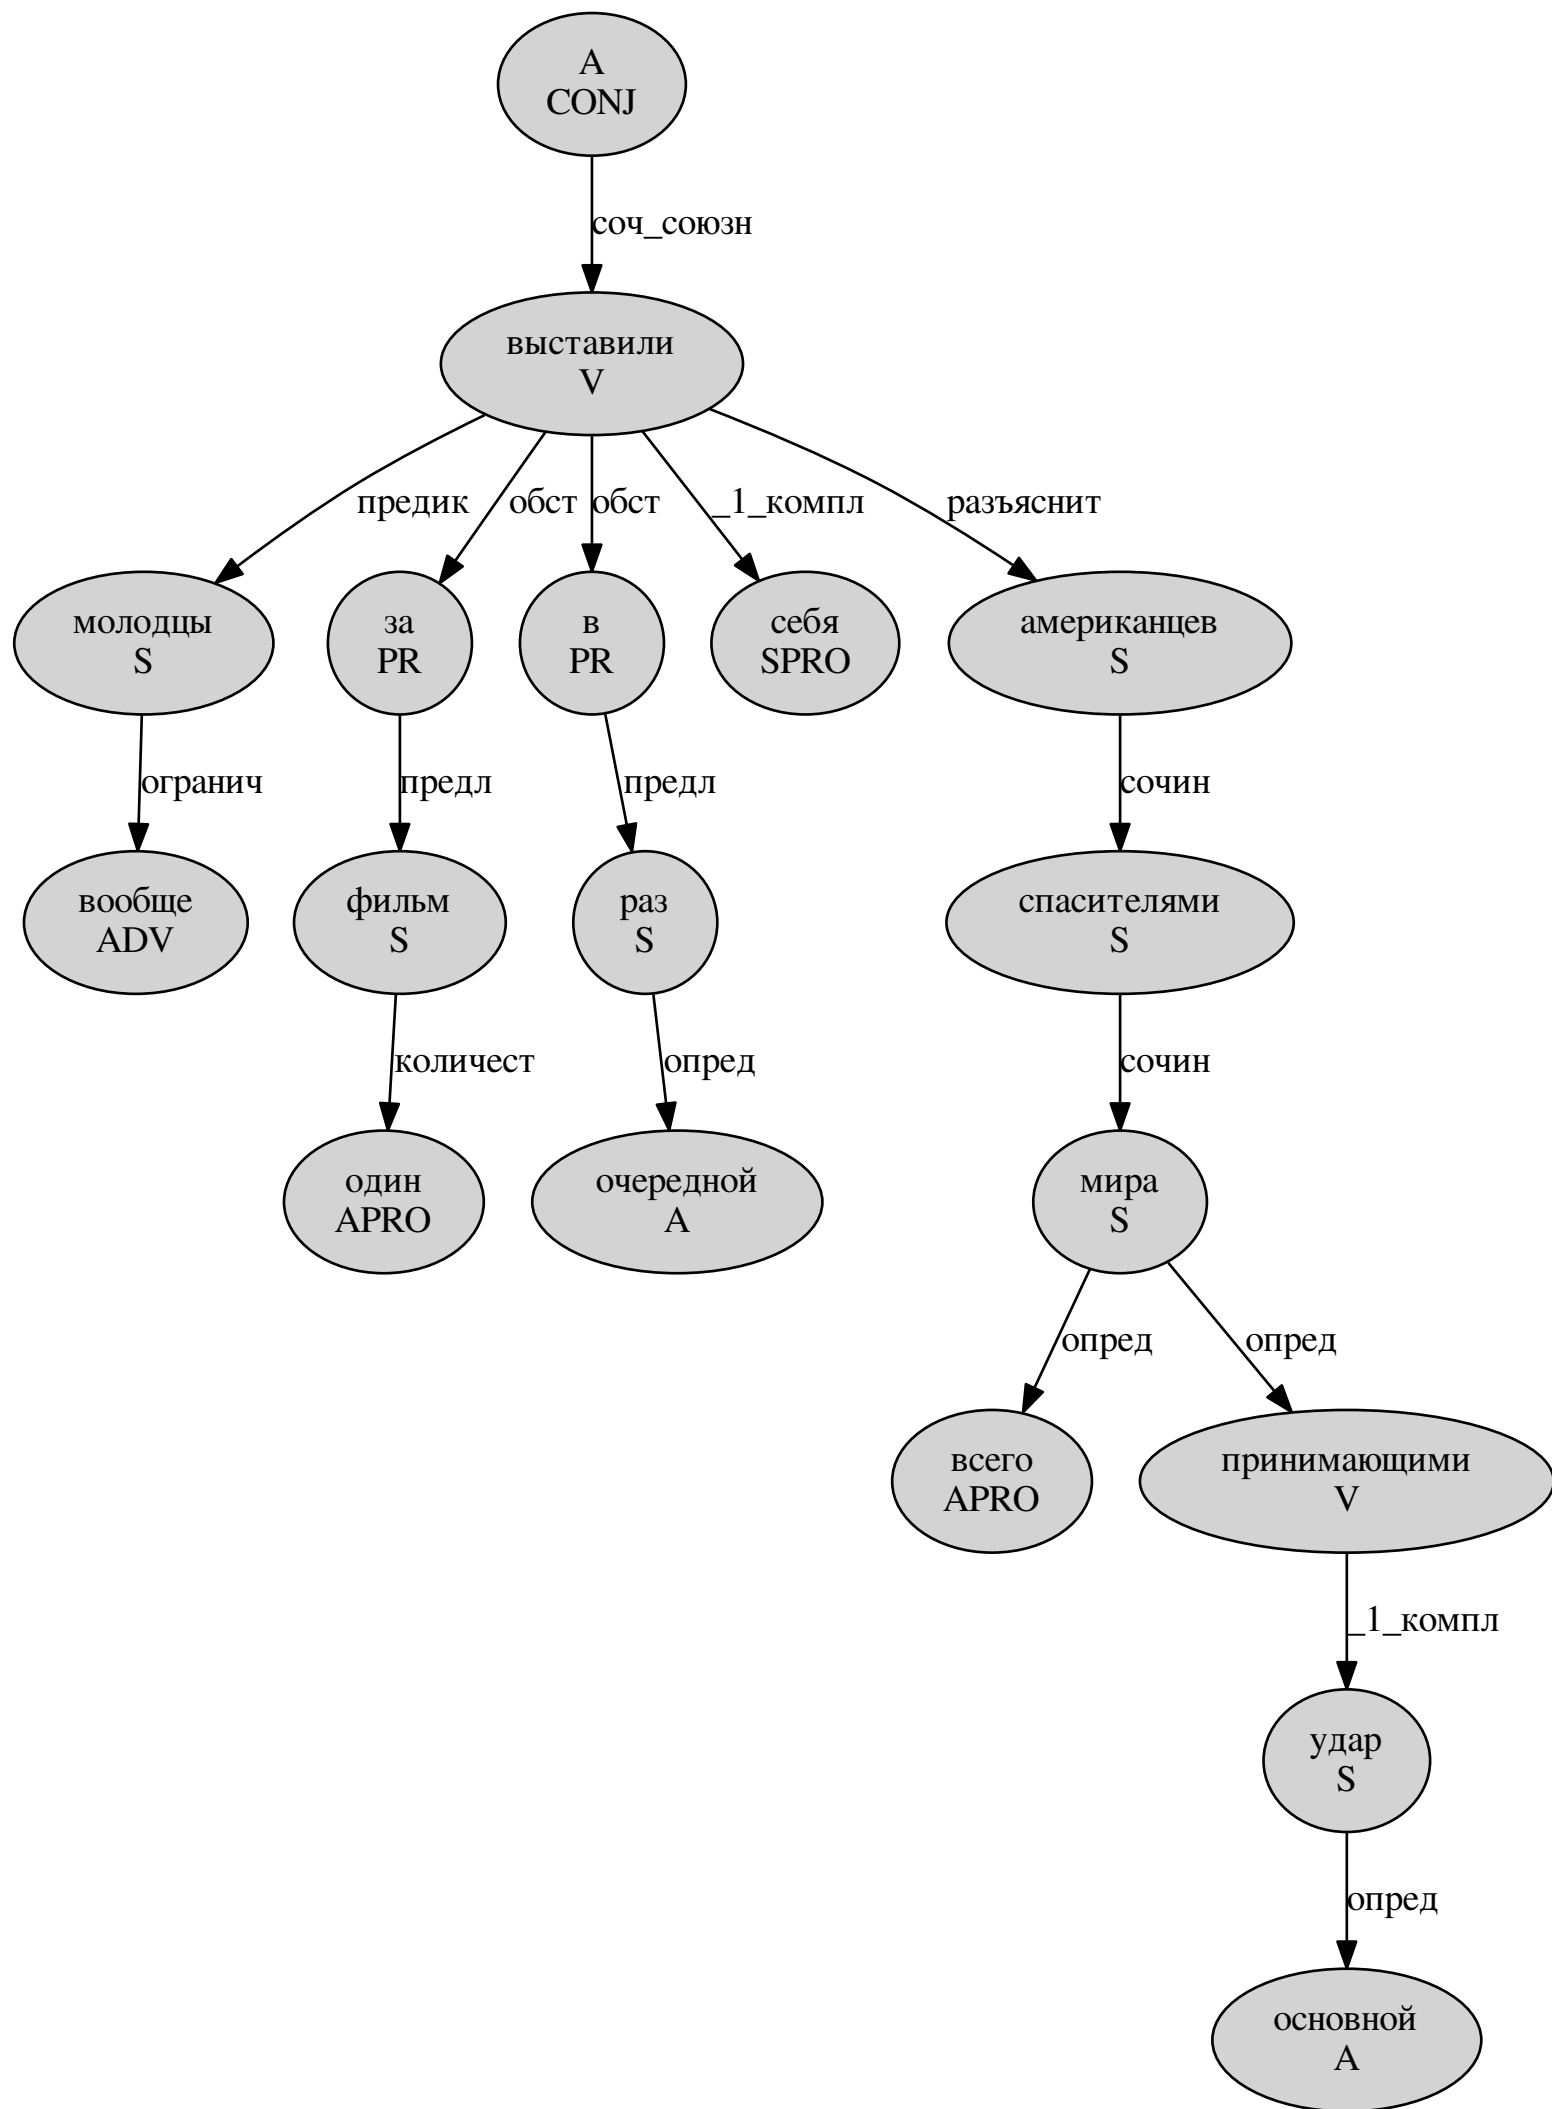 А
CONJ
соч_союзн
выставили
V
предик
обст
обст
_1_компл
разъяснит
молодцы
S
за
PR
в
PR
себя
SPRO
американцев
S
огранич
предл
предл
сочин
вообще
ADV
фильм
S
раз
S
спасителями
S
количест
опред
сочин
один
APRO
очередной
A
мира
S
опред
опред
всего
APRO
принимающими
V
_1_компл
удар
S
опред
основной
A